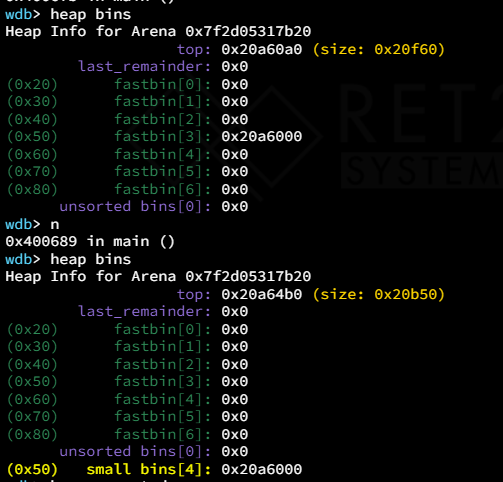 wdb> heap bins
Heap Info for Arena 0x7f2d05317b20
top: 0x20a60a0 (size: 0x20f60)
last_remainder: 0x0
(0x20) fastbin[0]: 0x0
(0x30) fastbin[1]: 0x0
(0x40) fastbin[2]: 0x0
(0x50) fastbin[3]: 0x20a6000
(0x60) fastbin[4]: 0x0
(0x70) fastbin[5]: 0x0
(0x80) fastbin[6]: 0x0
unsorted bins[0]: 0x0
wdb> n
0x400689 in main ()
wdb> heap bins
Heap Info for Arena 0x7f2d05317b20
top: 0x20a64b0 (size: 0x20b50)
last_remainder: 0x0
(0x20) fastbin[0]: 0x0
(0x30) fastbin[1]: 0x0
(0x40) fastbin[2]: 0x0
(0x50) fastbin[3]: 0x0
(0x60) fastbin[4]: 0x0
(0x70) fastbin[5]: 0x0
(0x80) fastbin[6]: 0x0
unsorted bins[0]: 0x0
(0x50) small bins[4]: 0x20a6000
RET2
SYSTEM